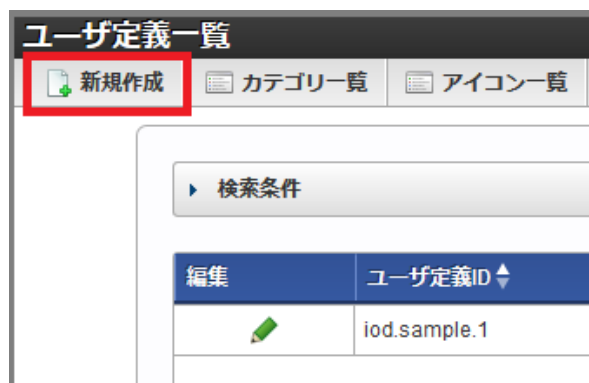 ユーザ定義一覧
新規作成 カテゴリ一覧 アイコン一覧
検索条件
編集 ユーザ定義ID
iod.sample.1